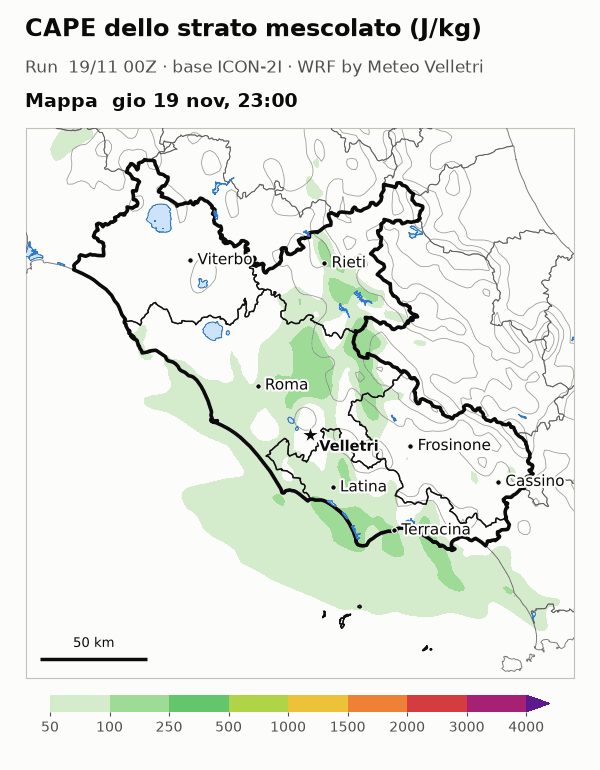 CAPE dello strato mescolato (J/kg)
Run  19/11 00Z · base ICON-2I · WRF by Meteo Velletri
Mappa  gio 19 nov, 23:00
Viterbo
Rieti
Roma
Velletri
Frosinone
Cassino
Latina
Terracina
50 km
50 100 250 500 1000 1500 2000 3000 4000